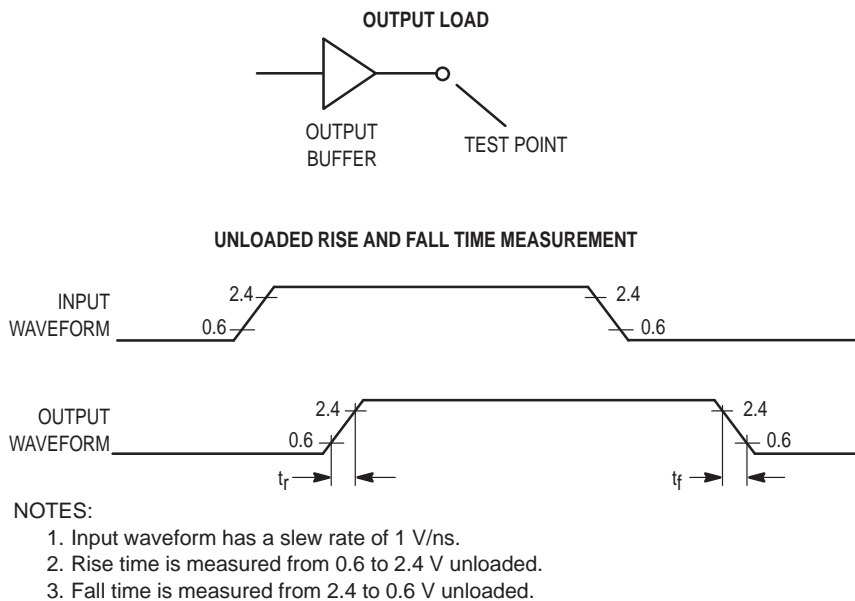 OUTPUT LOAD
OUTPUT
BUFFER
TEST POINT
UNLOADED RISE AND FALL TIME MEASUREMENT
INPUT
WAVEFORM
2.4
0.6
2.4
0.6
OUTPUT
WAVEFORM
2.4
0.6
2.4
0.6
tr
tf
NOTES:
1. Input waveform has a slew rate of 1 V/ns.
2. Rise time is measured from 0.6 to 2.4 V unloaded.
3. Fall time is measured from 2.4 to 0.6 V unloaded.